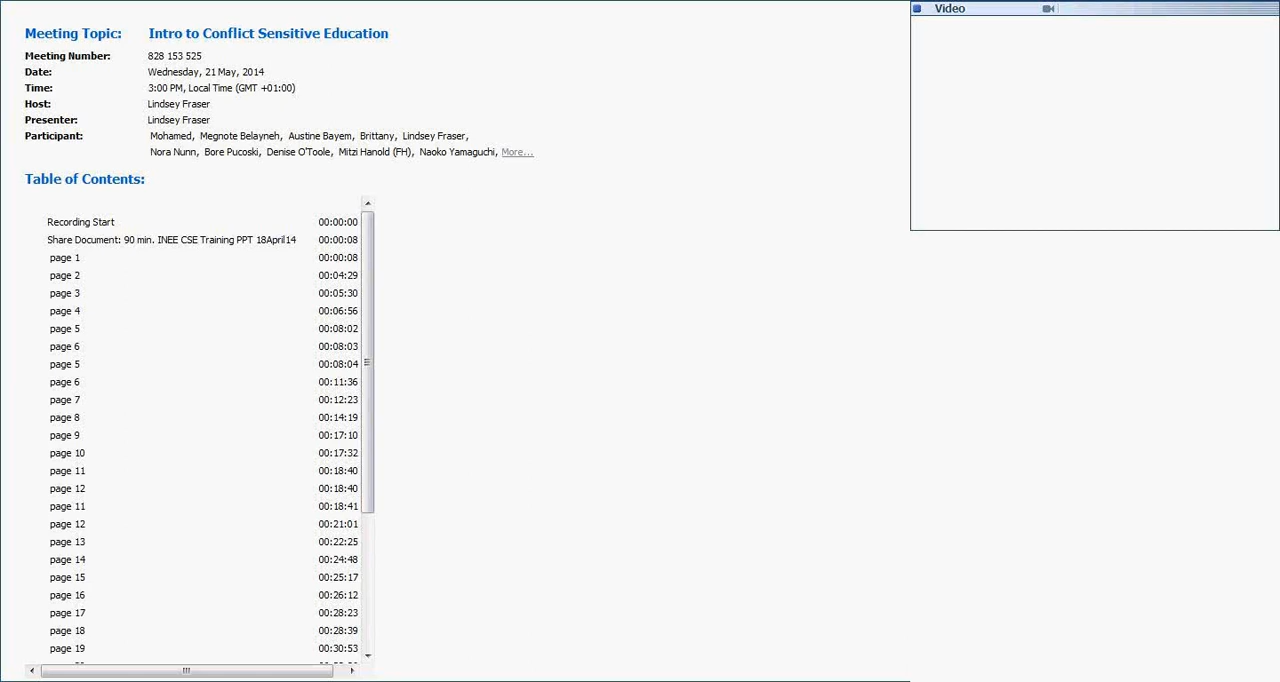 Video
Meeting Topic: Intro to Conflict Sensitive Education
Meeting Number: 828 153 525
Date: Wednesday, 21 May, 2014
Time: 3:00 PM, Local Time (GMT +01:00)
Host: Lindsey Fraser
Presenter: Lindsey Fraser
Participant: Mohamed, Megnote Belayneh, Austine Bayem, Brittany, Lindsey Fraser,
Nora Nunn, Bore Pucoski, Denise O'Toole, Mitzi Hanold (FH), Naoko Yamaguchi, More...
Table of Contents:
Recording Start 00:00:00
Share Document: 90 min. INEE CSE Training PPT 18April14 00:00:08
page 1 00:00:08
page 2 00:04:29
page 3 00:05:30
page 4 00:06:56
page 5 00:08:02
page 6 00:08:03
page 5 00:08:04
page 6 00:11:36
page 7 00:12:23
page 8 00:14:19
page 9 00:17:10
page 10 00:17:32
page 11 00:18:40
page 12 00:18:40
page 11 00:18:41
page 12 00:21:01
page 13 00:22:25
page 14 00:24:48
page 15 00:25:17
page 16 00:26:12
page 17 00:28:23
page 18 00:28:39
page 19 00:30:53